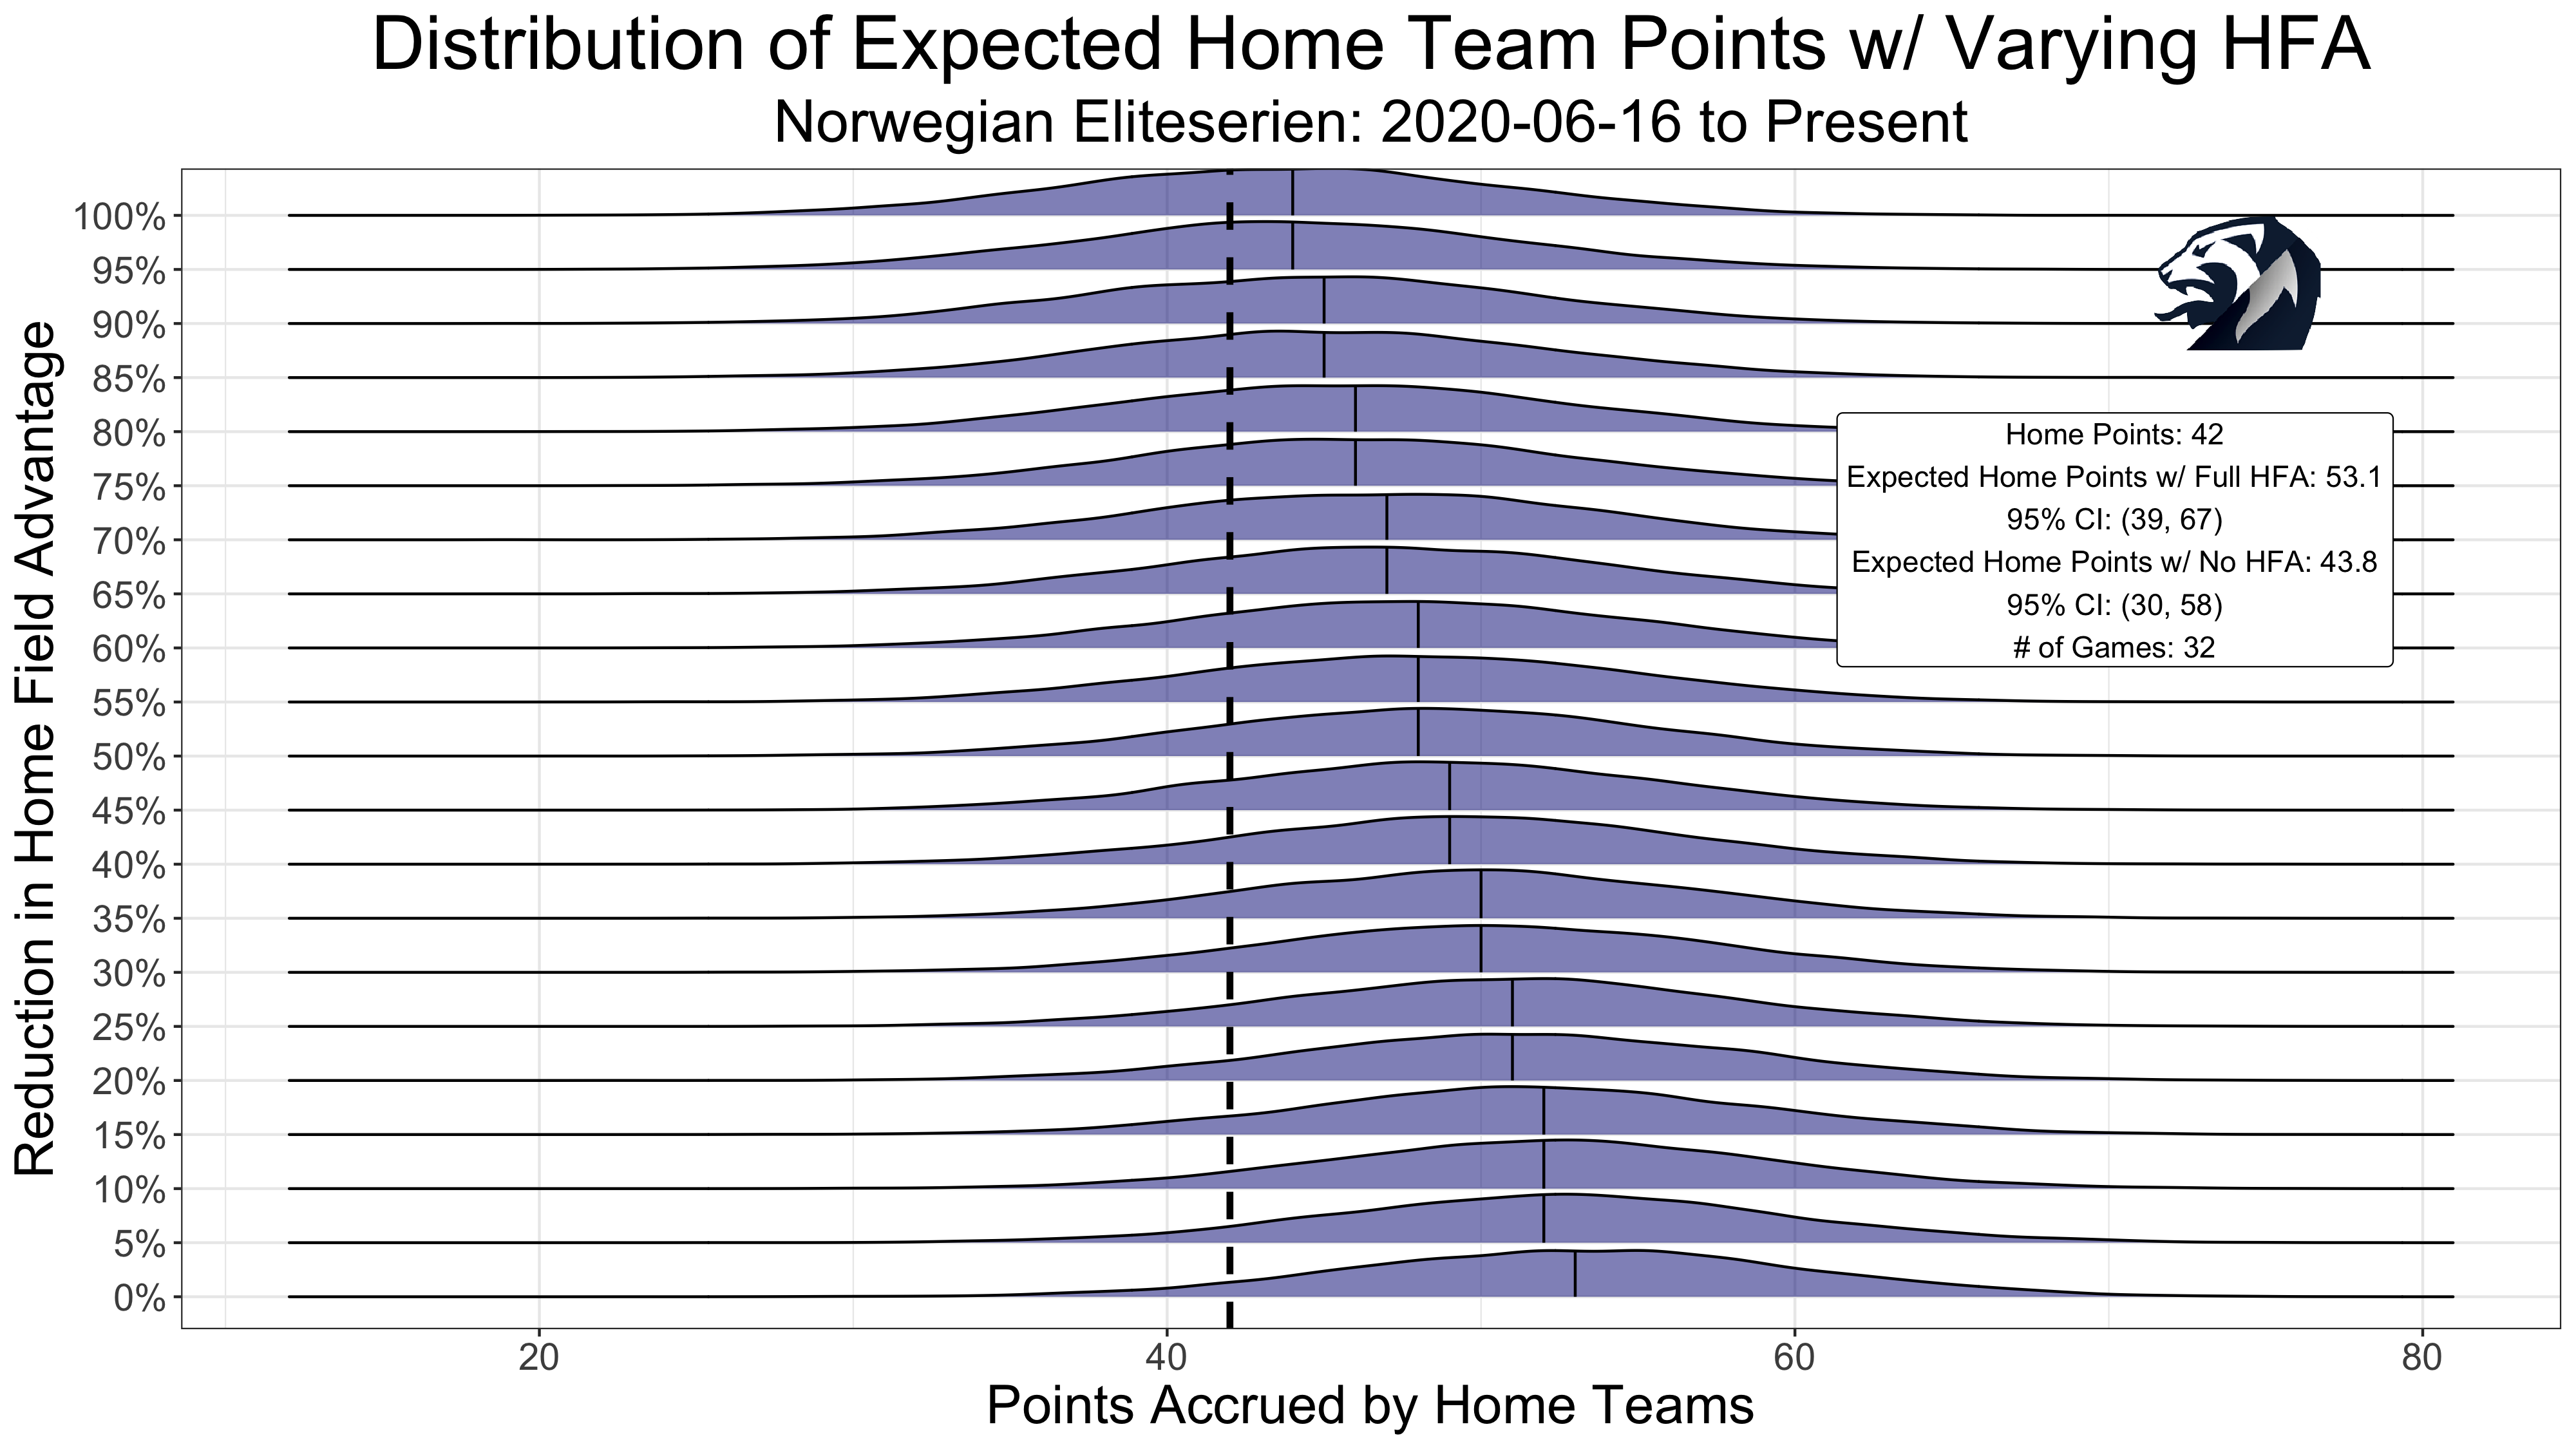 Distribution of Expected Home Team Points w/ Varying HFA
Norwegian Eliteserien: 2020-06-16 to Present
Reduction in Home Field Advantage
100%
95%
90%
85%
80%
75%
70%
65%
60%
55%
50%
45%
40%
35%
30%
25%
20%
15%
10%
5%
0%
Home Points: 42
Expected Home Points w/ Full HFA: 53.1
95% CI: (39, 67)
Expected Home Points w/ No HFA: 43.8
95% CI: (30, 58)
# of Games: 32
20 40 60 80
Points Accrued by Home Teams